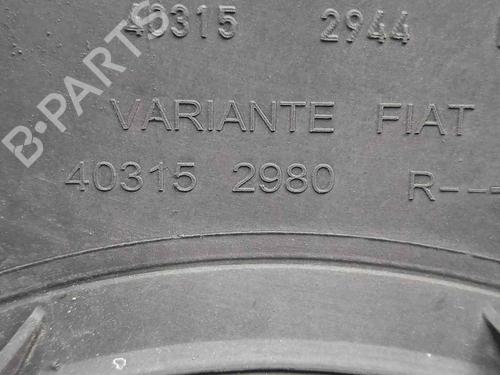 40315 2944
VARIANTE FIAT
40315 2980 R---
B-PARTS